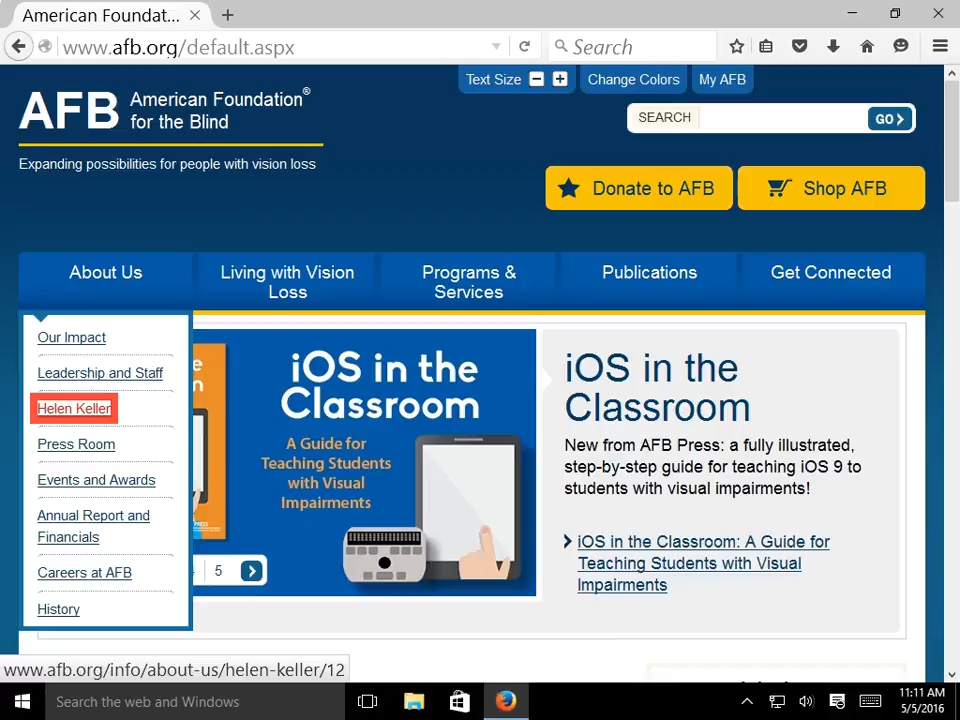 American Foundat...
www.afb.org/default.aspx
Search
Text Size
Change Colors
My AFB
AFB
American Foundation®
for the Blind
Expanding possibilities for people with vision loss
SEARCH
GO
Donate to AFB
Shop AFB
About Us
Living with Vision
Loss
Programs &
Services
Publications
Get Connected
Our Impact
Leadership and Staff
Helen Keller
Press Room
Events and Awards
Annual Report and
Financials
Careers at AFB
History
iOS in the
Classroom
A Guide for
Teaching Students
with Visual
Impairments
5
iOS in the
Classroom
New from AFB Press: a fully illustrated,
step-by-step guide for teaching iOS 9 to
students with visual impairments!
iOS in the Classroom: A Guide for
Teaching Students with Visual
Impairments
www.afb.org/info/about-us/helen-keller/12
Search the web and Windows
11:11 AM
5/5/2016